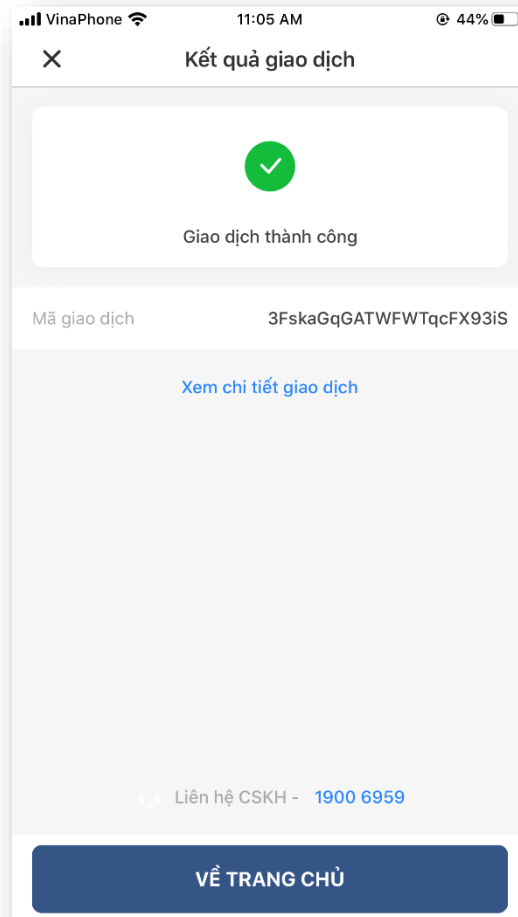 VinaPhone 11:05 AM 44%
Kết quả giao dịch
Giao dịch thành công
Mã giao dịch 3FskaGqGATWFWTqcFX93iS
Xem chi tiết giao dịch
Liên hệ CSKH - 1900 6959
VỀ TRANG CHỦ